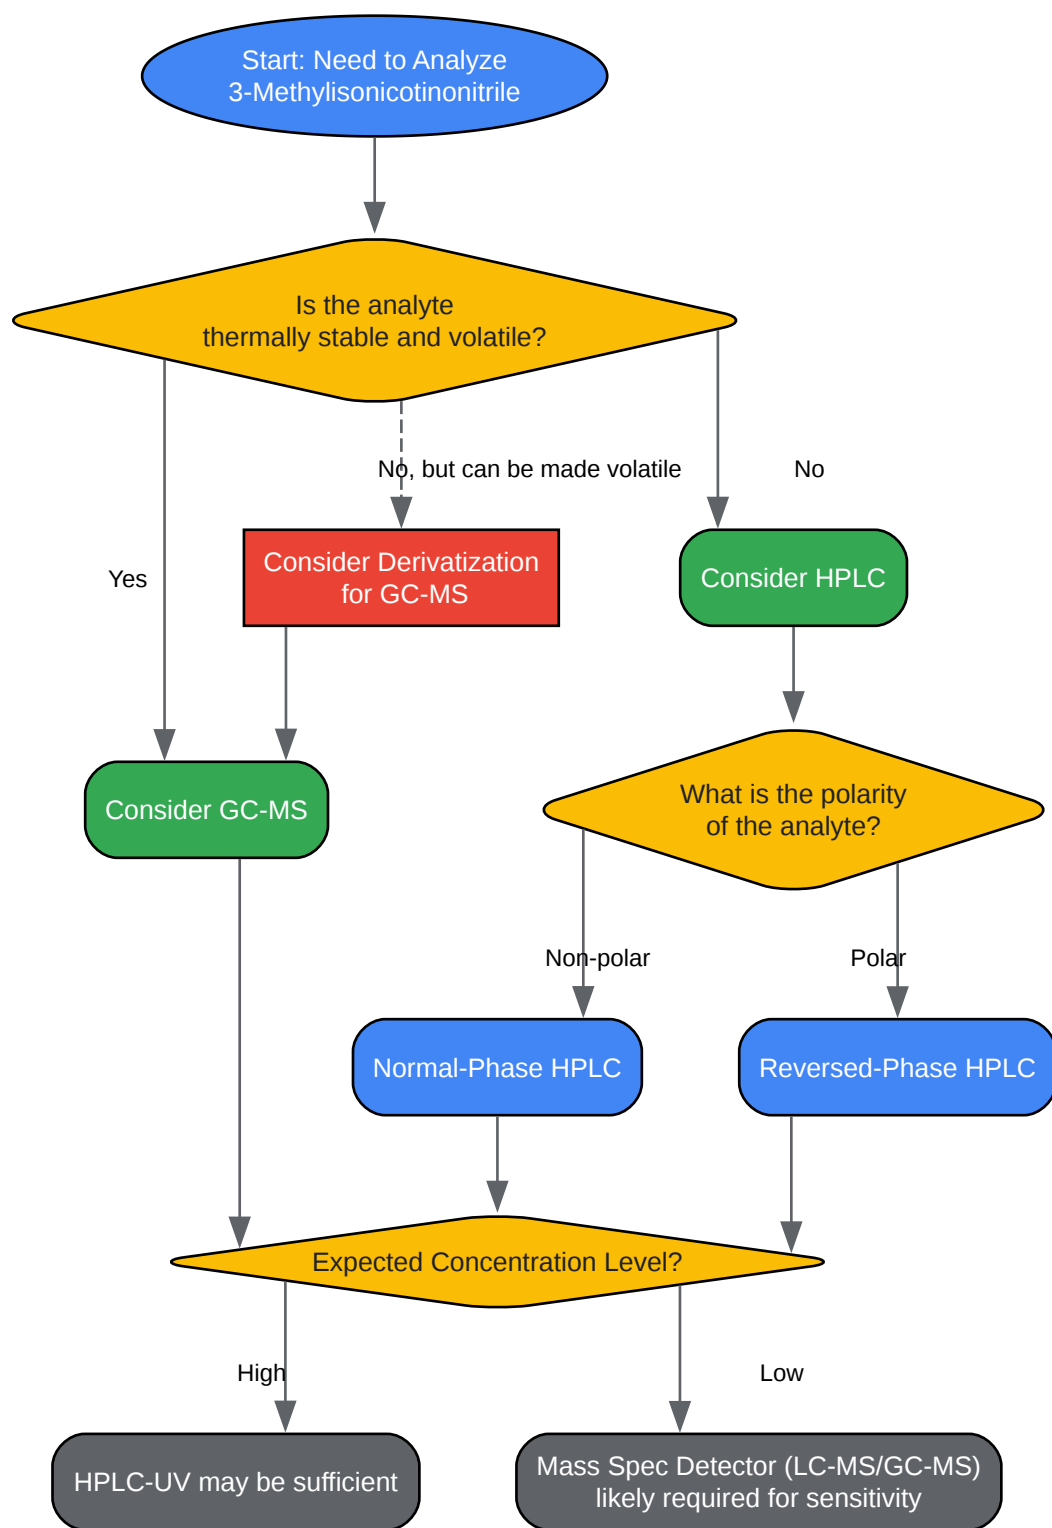 Start: Need to Analyze
3-Methylisonicotinonitrile
Is the analyte
thermally stable and volatile?
No, but can be made volatile
No
Yes
Consider Derivatization
for GC-MS
Consider HPLC
Consider GC-MS
What is the polarity
of the analyte?
Non-polar
Polar
Normal-Phase HPLC
Reversed-Phase HPLC
Expected Concentration Level?
High
Low
HPLC-UV may be sufficient
Mass Spec Detector (LC-MS/GC-MS)
likely required for sensitivity